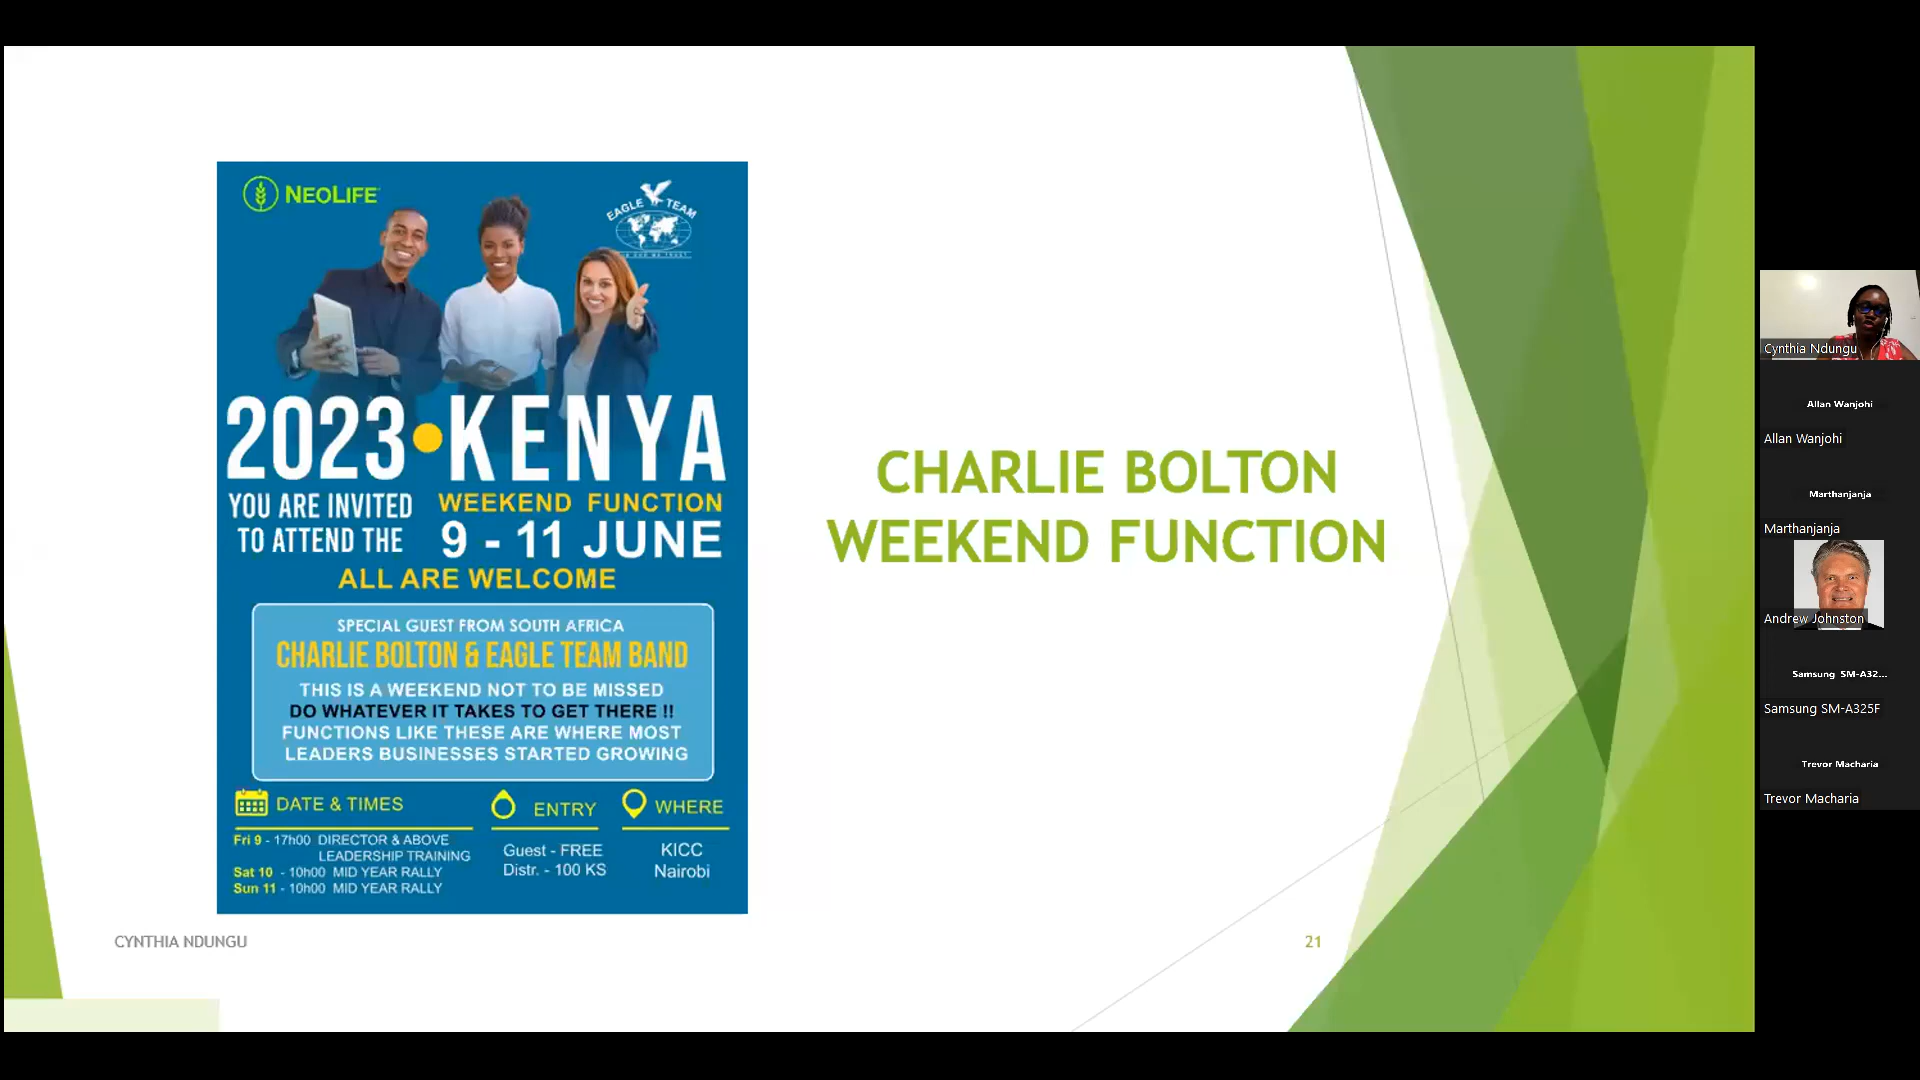 NEOLIFE
EAGLE TEAM
2023•KENYA
YOU ARE INVITED
TO ATTEND THE
WEEKEND FUNCTION
9 - 11 JUNE
ALL ARE WELCOME
SPECIAL GUEST FROM SOUTH AFRICA
CHARLIE BOLTON & EAGLE TEAM BAND
THIS IS A WEEKEND NOT TO BE MISSED
DO WHATEVER IT TAKES TO GET THERE !!
FUNCTIONS LIKE THESE ARE WHERE MOST
LEADERS BUSINESSES STARTED GROWING
DATE & TIMES
Fri 9 - 17h00 DIRECTOR & ABOVE
LEADERSHIP TRAINING
Sat 10 - 10h00 MID YEAR RALLY
Sun 11 - 10h00 MID YEAR RALLY
ENTRY
Guest - FREE
Distr. - 100 KS
WHERE
KICC
Nairobi
CHARLIE BOLTON
WEEKEND FUNCTION
CYNTHIA NDUNGU
21
Cynthia Ndungu
Allan Wanjohi
Allan Wanjohi
Marthanjanja
Marthanjanja
Andrew Johnston
Samsung SM-A32...
Samsung SM-A325F
Trevor Macharia
Trevor Macharia